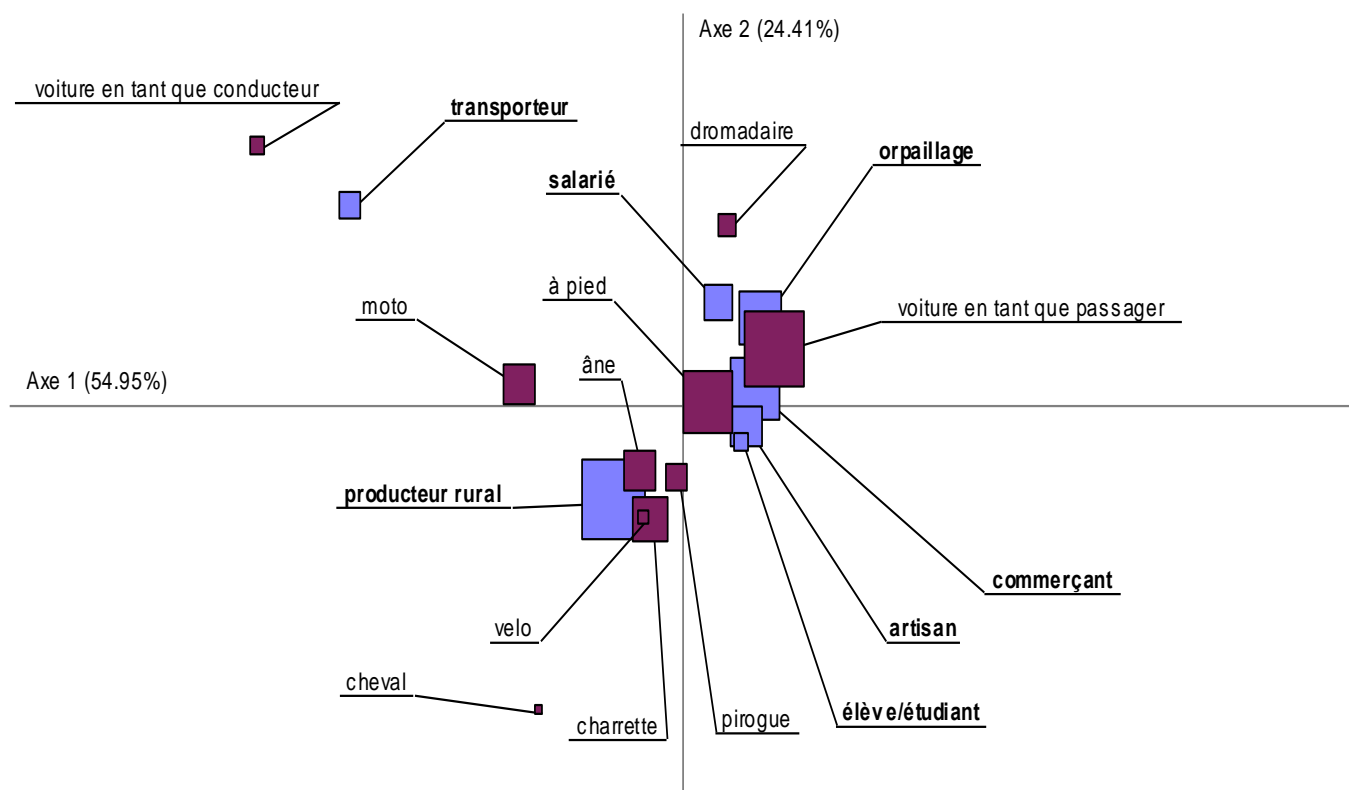 Axe 2 (24.41%)
voiture en tant que conducteur
transporteur
dromadaire
orpaillage
salarié
à pied
moto
voiture en tant que passager
âne
Axe 1 (54.95%)
producteur rural
commerçant
velo
artisan
cheval
charrette
pirogue
élève/étudiant